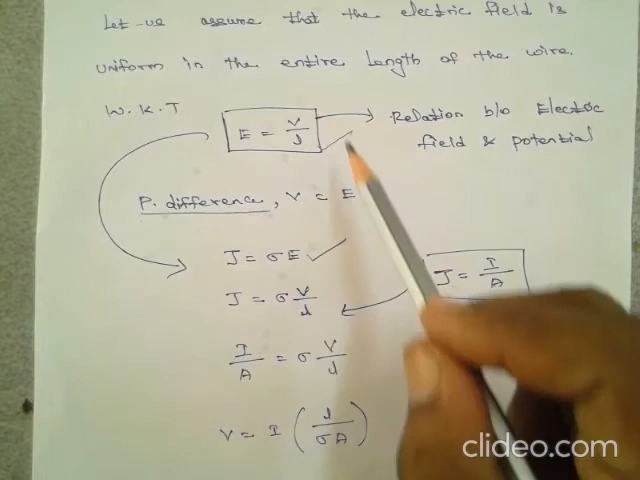 Let us assume that the electric field is
uniform in the entire length of the wire.
W.K.T
E = V/l
Relation b/o Electric
field & potential
P. difference, V = E
J = σE
J = σ V/l
J = I/A
I/A = σ V/l
V = I (l/σA)
clideo.com